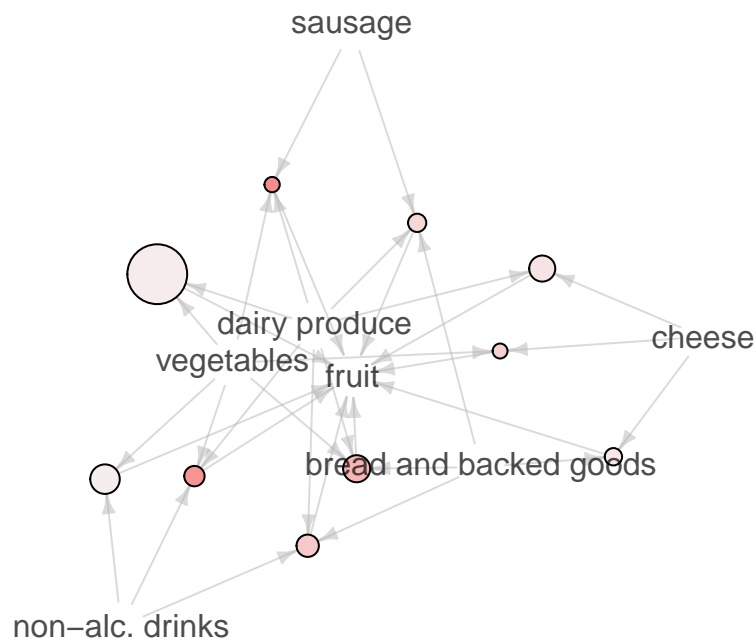 sausage
dairy produce
cheese
vegetables
fruit
bread and backed goods
non−alc. drinks